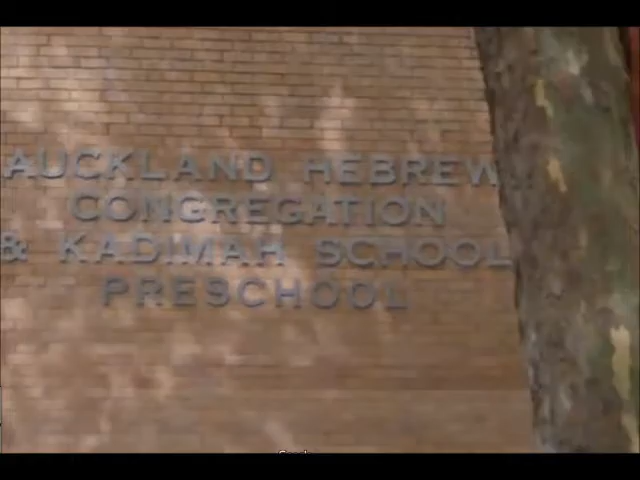 AUCKLAND HEBREW
CONGREGATION
& KADIMAH SCHOOL
PRESCHOOL